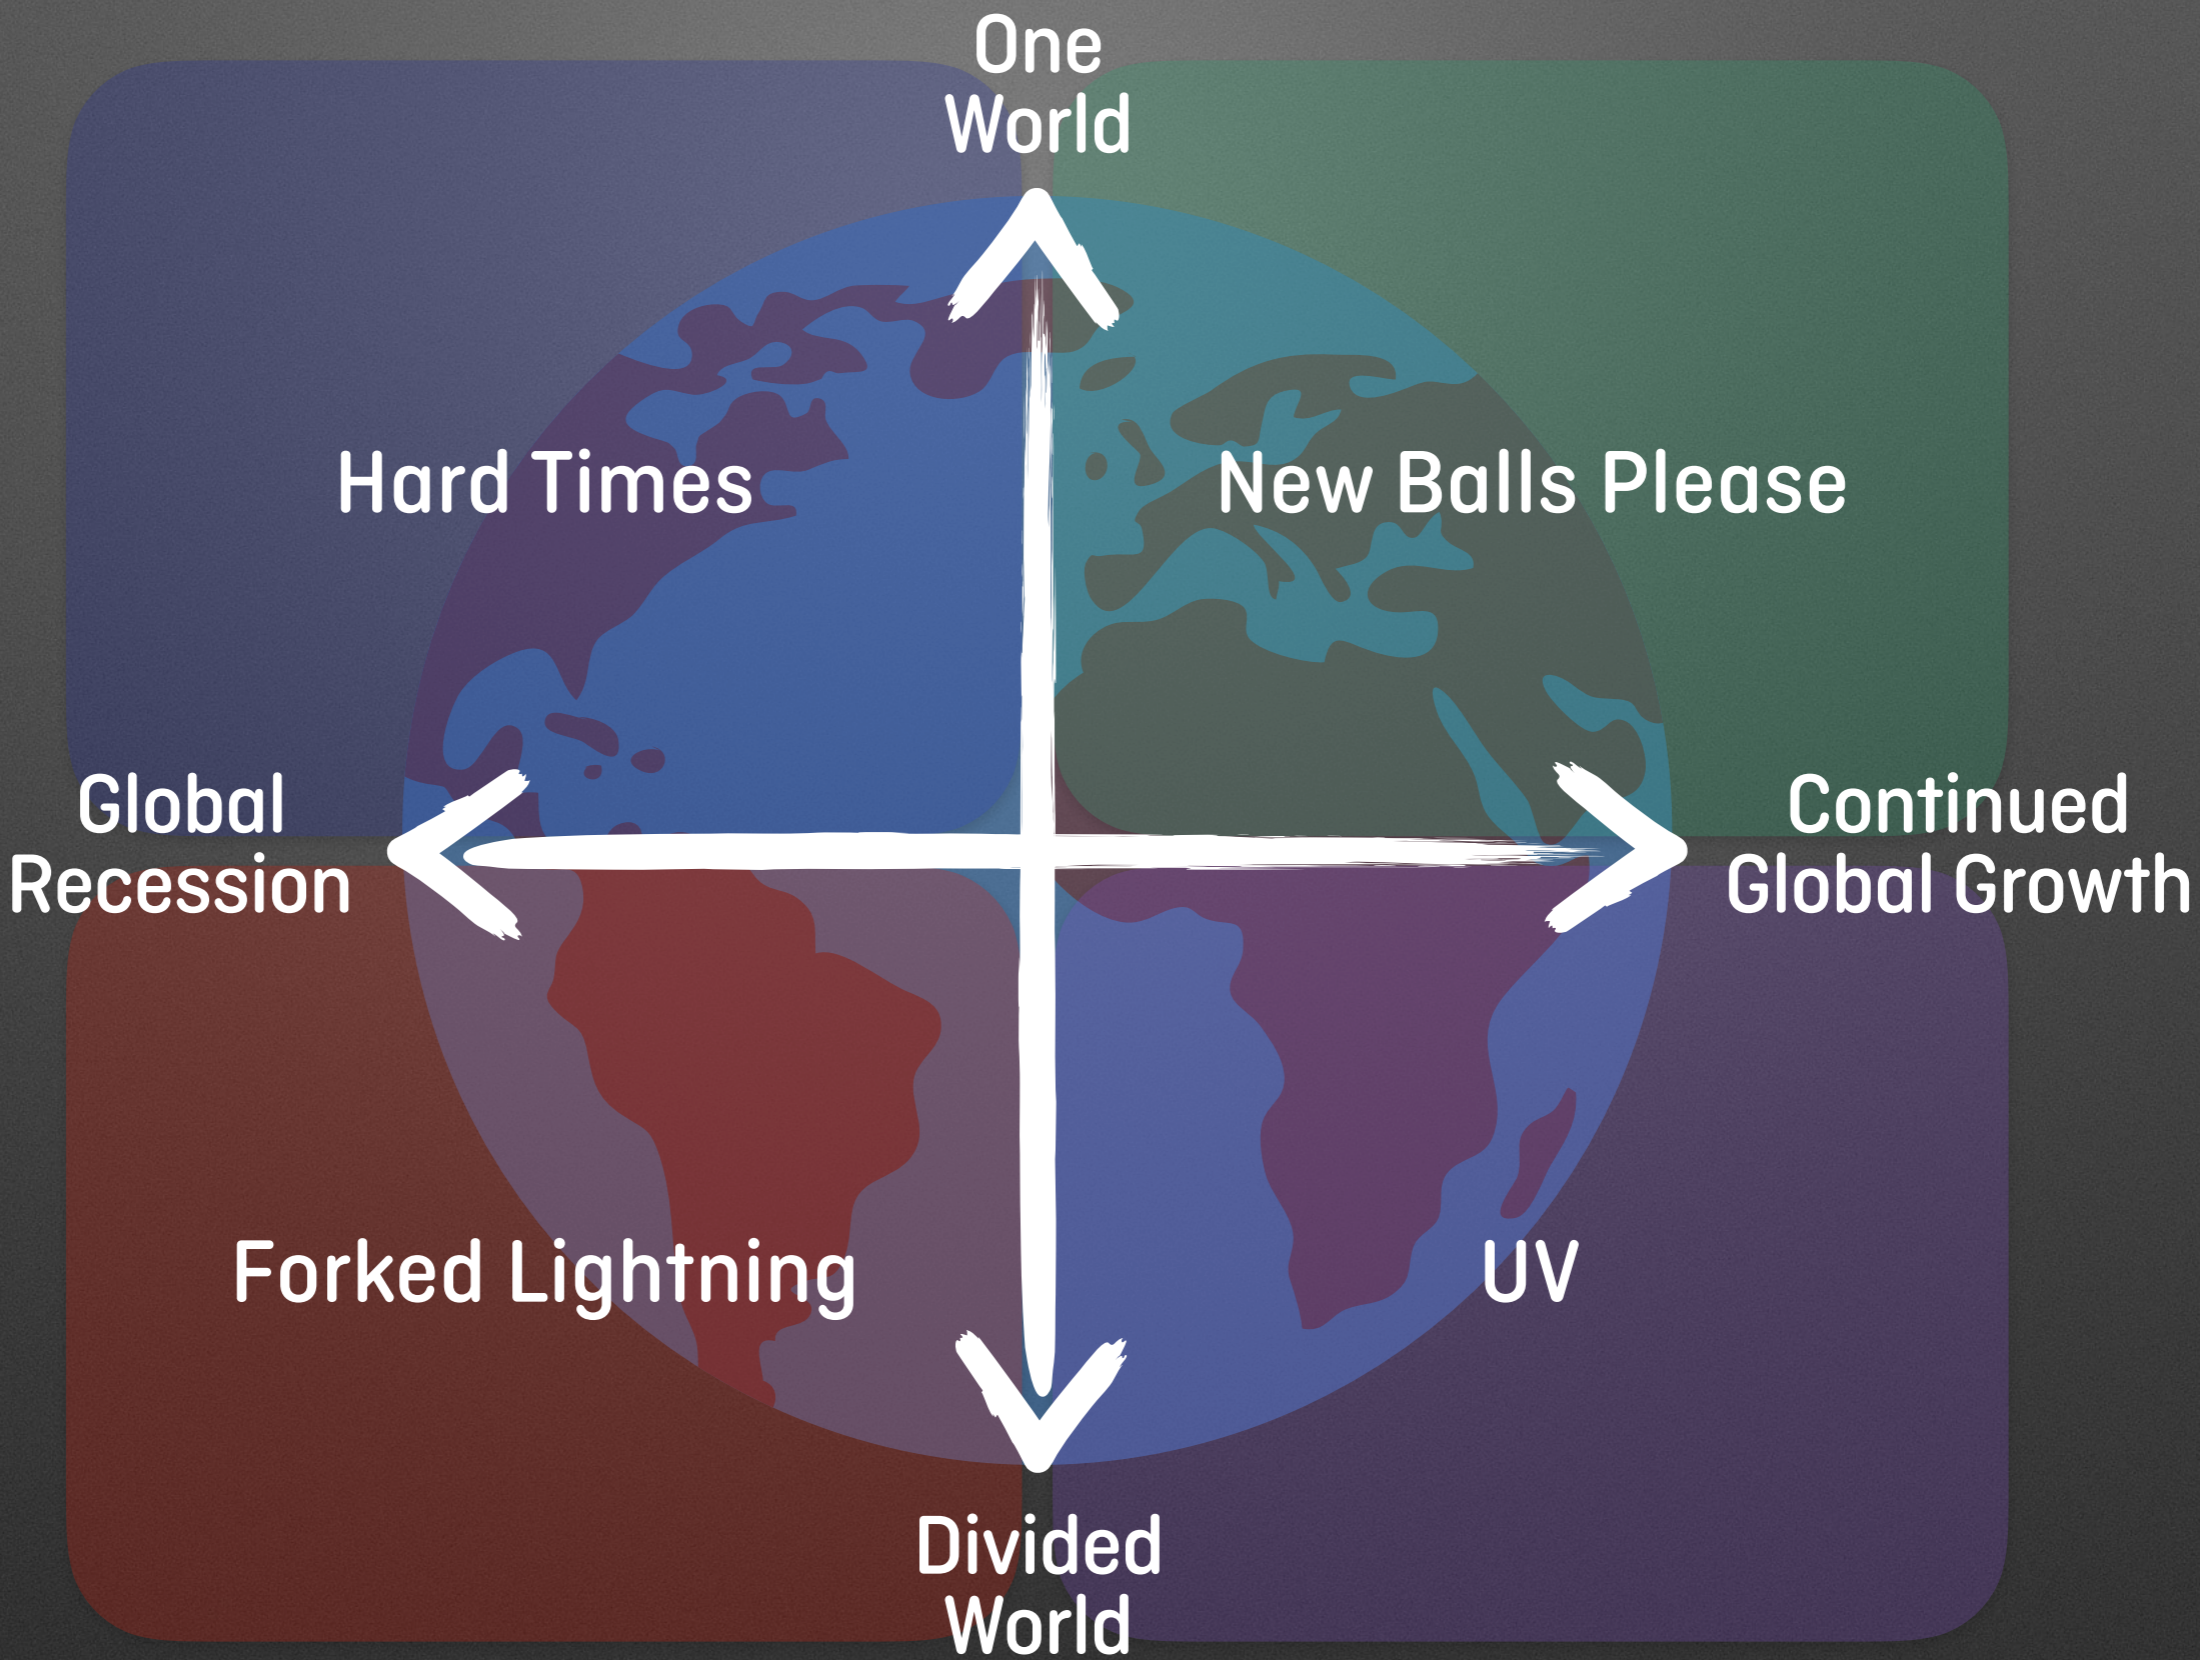 One
World
Hard Times
New Balls Please
Global
Recession
Continued
Global Growth
Forked Lightning
UV
Divided
World